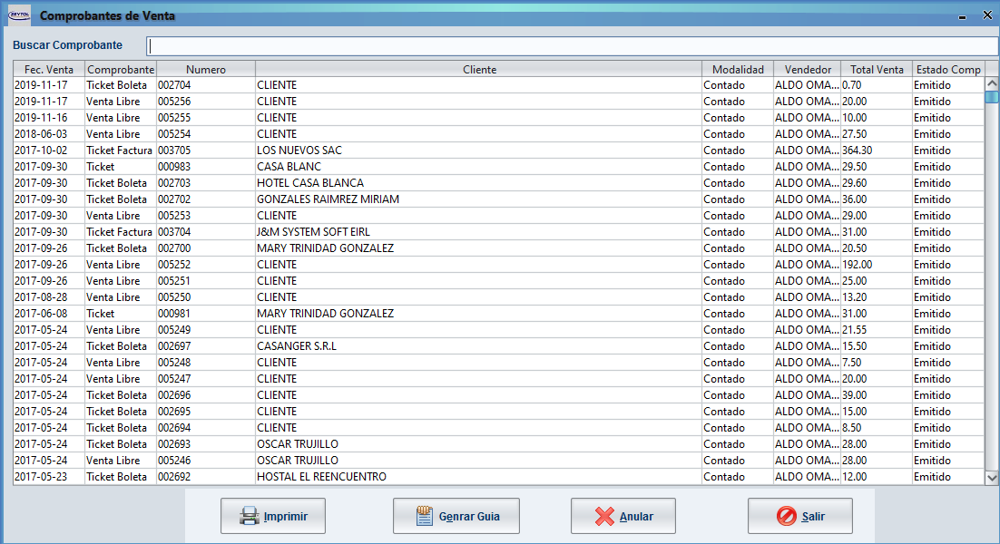 ZEYTOL Comprobantes de Venta
Buscar Comprobante
Fec. Venta Comprobante Numero Cliente Modalidad Vendedor Total Venta Estado Comp
2019-11-17 Ticket Boleta 002704 CLIENTE Contado ALDO OMA... 0.70 Emitido
2019-11-17 Venta Libre 005256 CLIENTE Contado ALDO OMA... 20.00 Emitido
2019-11-16 Venta Libre 005255 CLIENTE Contado ALDO OMA... 10.00 Emitido
2018-06-03 Venta Libre 005254 CLIENTE Contado ALDO OMA... 27.50 Emitido
2017-10-02 Ticket Factura 003705 LOS NUEVOS SAC Contado ALDO OMA... 364.30 Emitido
2017-09-30 Ticket 000983 CASA BLANC Contado ALDO OMA... 29.50 Emitido
2017-09-30 Ticket Boleta 002703 HOTEL CASA BLANCA Contado ALDO OMA... 29.60 Emitido
2017-09-30 Ticket Boleta 002702 GONZALES RAIMREZ MIRIAM Contado ALDO OMA... 36.00 Emitido
2017-09-30 Venta Libre 005253 CLIENTE Contado ALDO OMA... 29.00 Emitido
2017-09-30 Ticket Factura 003704 J&M SYSTEM SOFT EIRL Contado ALDO OMA... 31.00 Emitido
2017-09-26 Ticket Boleta 002700 MARY TRINIDAD GONZALEZ Contado ALDO OMA... 20.50 Emitido
2017-09-26 Venta Libre 005252 CLIENTE Contado ALDO OMA... 192.00 Emitido
2017-09-26 Venta Libre 005251 CLIENTE Contado ALDO OMA... 25.00 Emitido
2017-08-28 Venta Libre 005250 CLIENTE Contado ALDO OMA... 13.20 Emitido
2017-06-08 Ticket 000981 MARY TRINIDAD GONZALEZ Contado ALDO OMA... 31.00 Emitido
2017-05-24 Venta Libre 005249 CLIENTE Contado ALDO OMA... 21.55 Emitido
2017-05-24 Ticket Boleta 002697 CASANGER S.R.L Contado ALDO OMA... 15.50 Emitido
2017-05-24 Venta Libre 005248 CLIENTE Contado ALDO OMA... 7.50 Emitido
2017-05-24 Venta Libre 005247 CLIENTE Contado ALDO OMA... 20.00 Emitido
2017-05-24 Ticket Boleta 002696 CLIENTE Contado ALDO OMA... 39.00 Emitido
2017-05-24 Ticket Boleta 002695 CLIENTE Contado ALDO OMA... 15.00 Emitido
2017-05-24 Ticket Boleta 002694 CLIENTE Contado ALDO OMA... 8.50 Emitido
2017-05-24 Ticket Boleta 002693 OSCAR TRUJILLO Contado ALDO OMA... 28.00 Emitido
2017-05-24 Venta Libre 005246 OSCAR TRUJILLO Contado ALDO OMA... 28.00 Emitido
2017-05-23 Ticket Boleta 002692 HOSTAL EL REENCUENTRO Contado ALDO OMA... 12.00 Emitido
Imprimir Genrar Guia Anular Salir